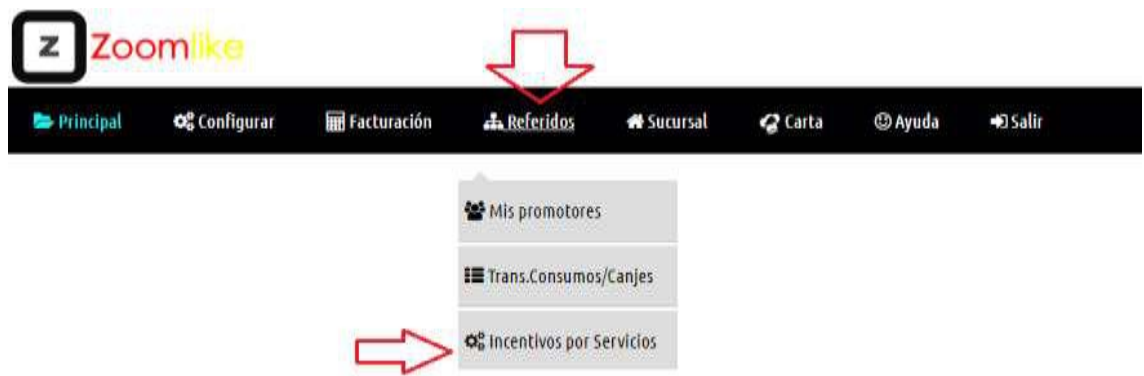 Z Zoomlike
Principal Configurar Facturación Referidos Sucursal Carta Ayuda Salir
Mis promotores
Trans.Consumos/Canjes
Incentivos por Servicios